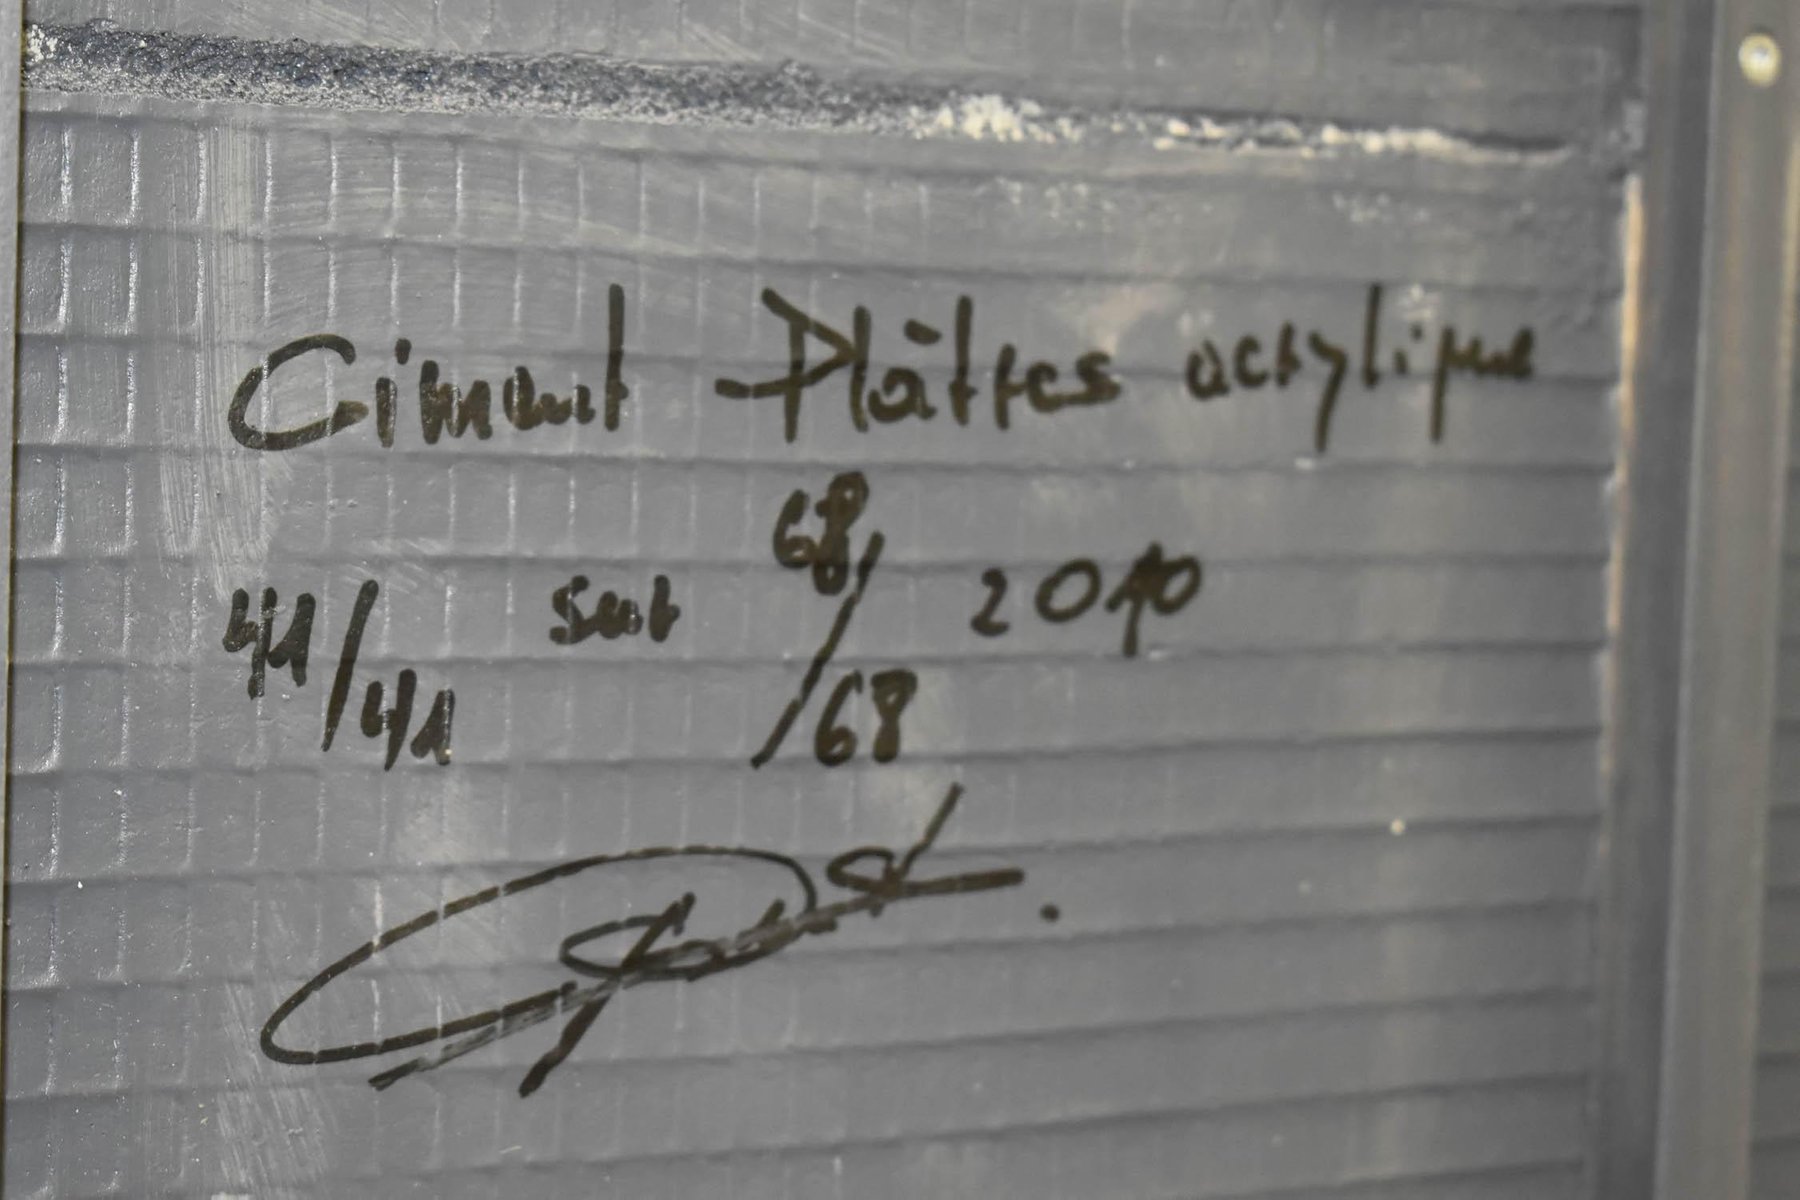 Ciment Plâtres acrylique
41/41 sur 68/68 2010